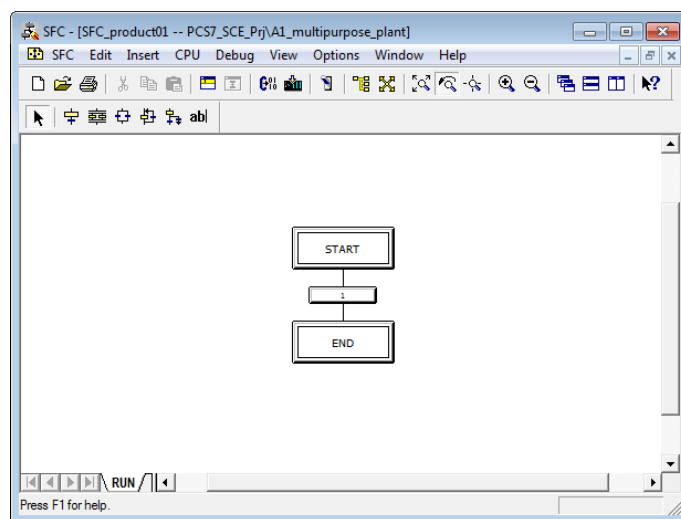 SFC - [SFC_product01 -- PCS7_SCE_Prj\A1_multipurpose_plant]
SFC Edit Insert CPU Debug View Options Window Help
abl
START
1
END
RUN
Press F1 for help.